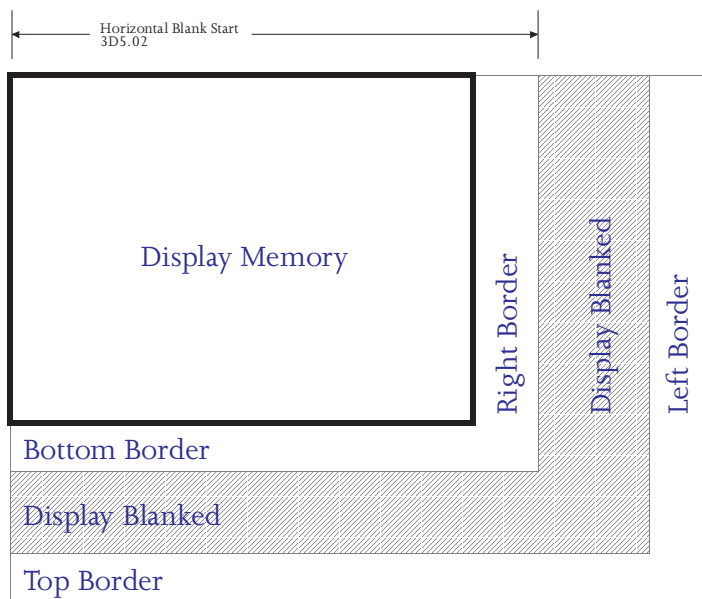 Horizontal Blank Start
3D5.02
Display Memory
Right Border
Display Blanked
Left Border
Bottom Border
Display Blanked
Top Border